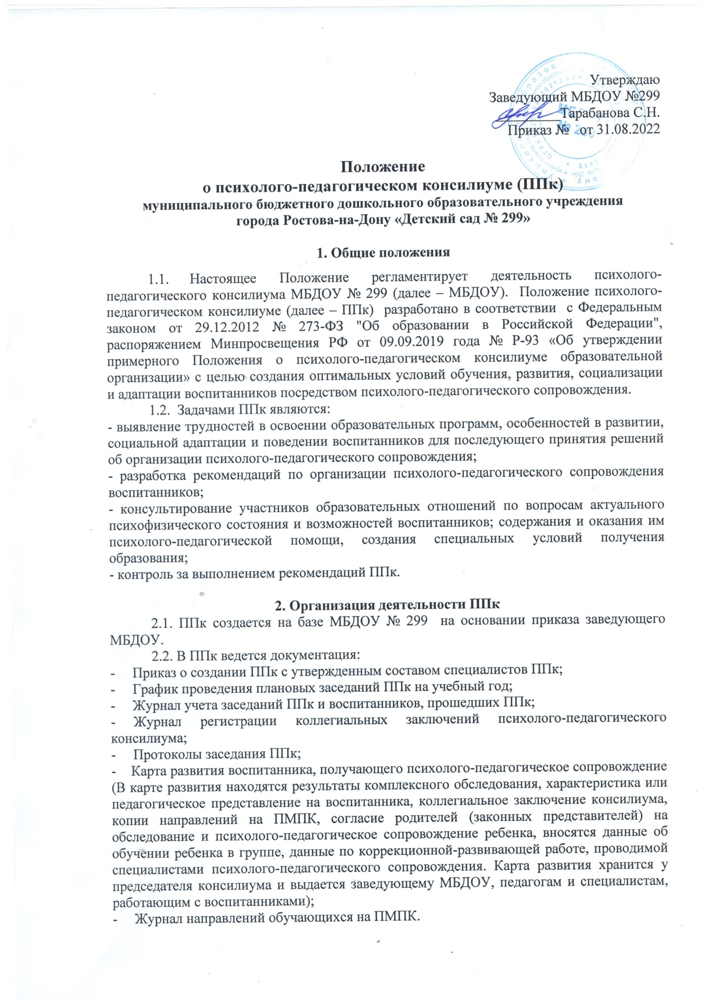 Утверждаю
Заведующий МБДОУ №299
Тарабанова С.Н.
Приказ № от 31.08.2022
МБДОУ
№ 299
Положение
о психолого-педагогическом консилиуме (ППк)
муниципального бюджетного дошкольного образовательного учреждения
города Ростова-на-Дону «Детский сад № 299»
1. Общие положения
1.1. Настоящее Положение регламентирует деятельность психолого-
педагогического консилиума МБДОУ № 299 (далее – МБДОУ). Положение психолого-
педагогическом консилиуме (далее – ППк) разработано в соответствии с Федеральным
законом от 29.12.2012 № 273-ФЗ "Об образовании в Российской Федерации",
распоряжением Минпросвещения РФ от 09.09.2019 года № Р-93 «Об утверждении
примерного Положения о психолого-педагогическом консилиуме образовательной
организации» с целью создания оптимальных условий обучения, развития, социализации
и адаптации воспитанников посредством психолого-педагогического сопровождения.
1.2. Задачами ППк являются:
- выявление трудностей в освоении образовательных программ, особенностей в развитии,
социальной адаптации и поведении воспитанников для последующего принятия решений
об организации психолого-педагогического сопровождения;
- разработка рекомендаций по организации психолого-педагогического сопровождения
воспитанников;
- консультирование участников образовательных отношений по вопросам актуального
психофизического состояния и возможностей воспитанников; содержания и оказания им
психолого-педагогической помощи, создания специальных условий получения
образования;
- контроль за выполнением рекомендаций ППк.
2. Организация деятельности ППк
2.1. ППк создается на базе МБДОУ № 299 на основании приказа заведующего
МБДОУ.
2.2. В ППк ведется документация:
- Приказ о создании ППк с утвержденным составом специалистов ППк;
- График проведения плановых заседаний ППк на учебный год;
- Журнал учета заседаний ППк и воспитанников, прошедших ППк;
- Журнал регистрации коллегиальных заключений психолого-педагогического
консилиума;
- Протоколы заседания ППк;
- Карта развития воспитанника, получающего психолого-педагогическое сопровождение
(В карте развития находятся результаты комплексного обследования, характеристика или
педагогическое представление на воспитанника, коллегиальное заключение консилиума,
копии направлений на ПМПК, согласие родителей (законных представителей) на
обследование и психолого-педагогическое сопровождение ребенка, вносятся данные об
обучении ребенка в группе, данные по коррекционной-развивающей работе, проводимой
специалистами психолого-педагогического сопровождения. Карта развития хранится у
председателя консилиума и выдается заведующему МБДОУ, педагогам и специалистам,
работающим с воспитанниками);
- Журнал направлений обучающихся на ПМПК.